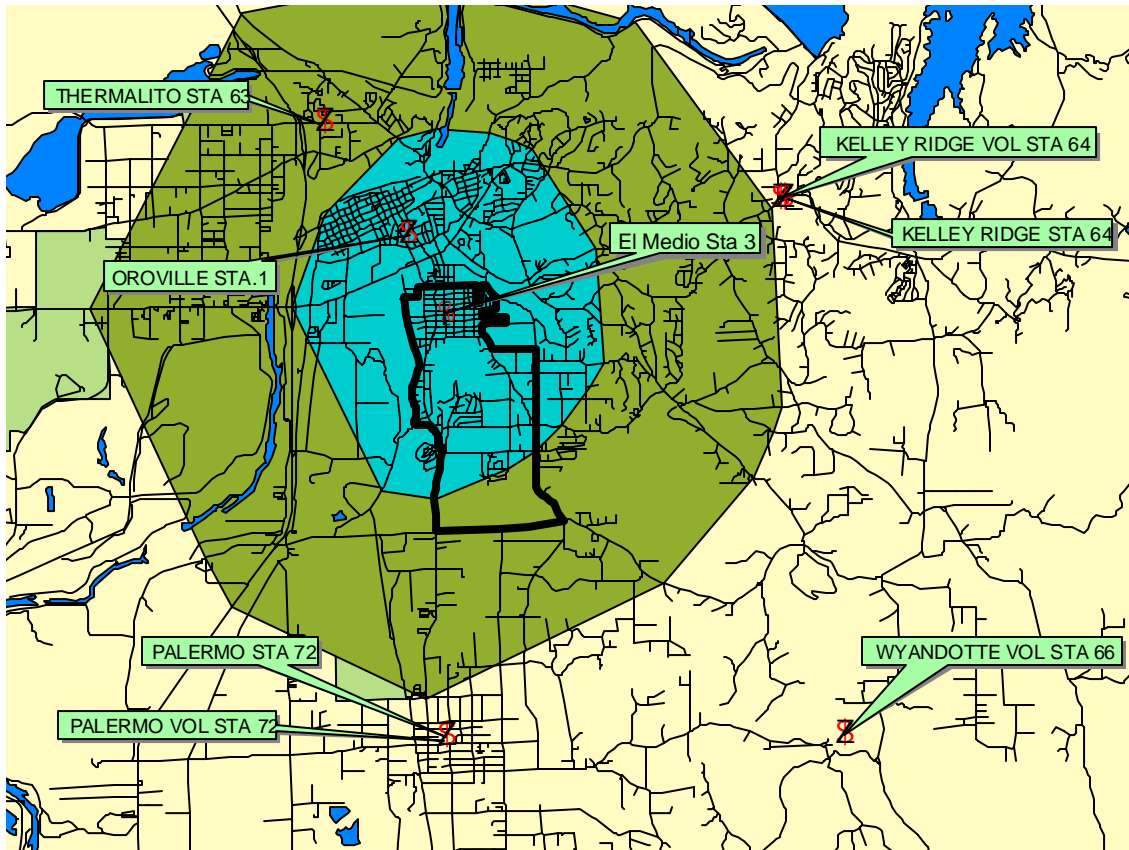 THERMALITO STA 63
KELLEY RIDGE VOL STA 64
KELLEY RIDGE STA 64
El Medio Sta 3
OROVILLE STA.1
PALERMO STA 72
WYANDOTTE VOL STA 66
PALERMO VOL STA 72